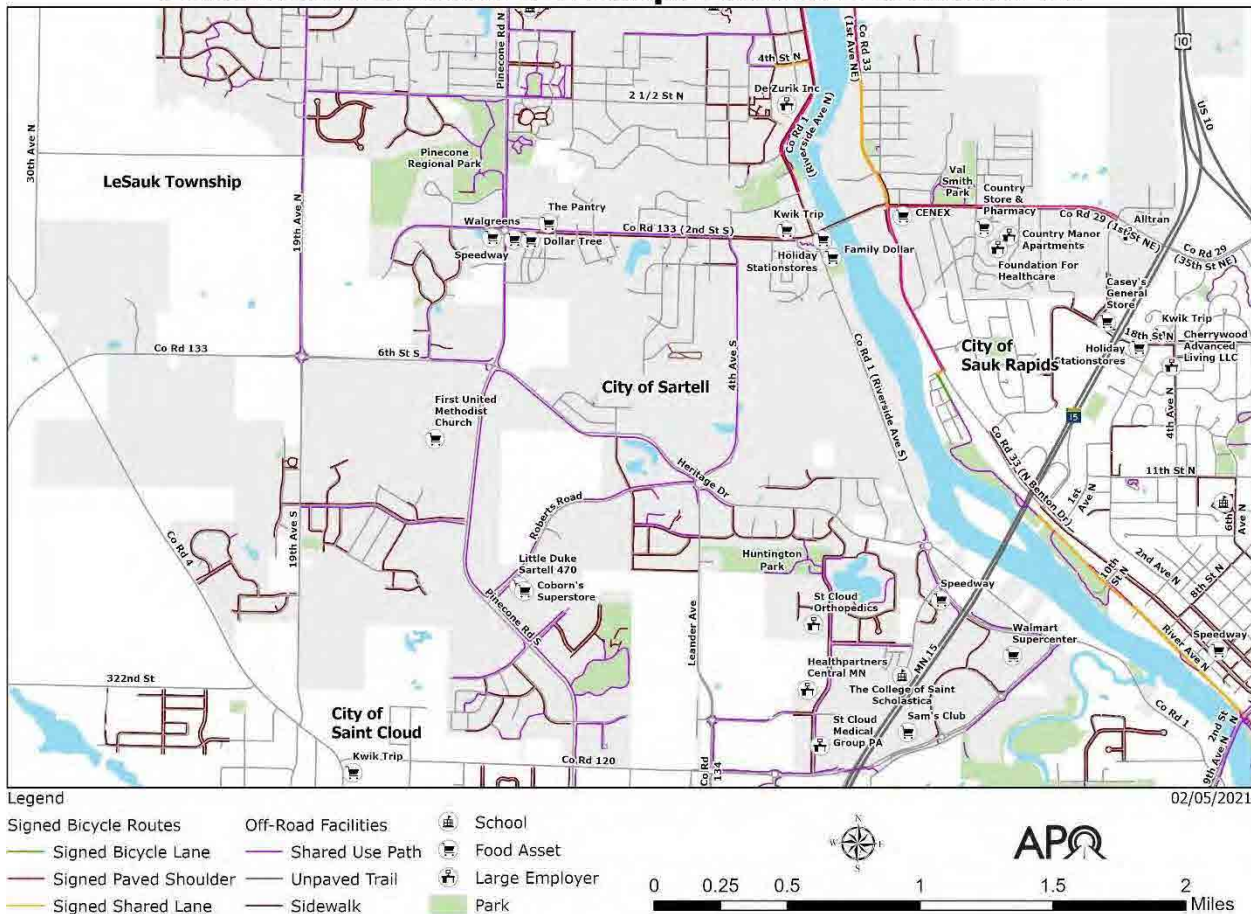 Pinecone Rd N
Co Rd 33
(1st Ave NE)
10
US 10
4th St N
De Zurik Inc
2 1/2 St N
Co Rd 1
(Riverside Ave N)
30th Ave N
LeSauk Township
Pinecone
Regional Park
19th Ave N
Val
Smith
Park
Country
Store &
Pharmacy
The Pantry
Walgreens
Co Rd 133 (2nd St S)
Kwik Trip
CENEX
Co Rd 29
(1st St NE)
Alltran
Speedway
Dollar Tree
Holiday
Stationstores
Family Dollar
Country Manor
Apartments
Foundation For
Healthcare
Co Rd 29
(35th St NE)
Casey's
General
Store
Kwik Trip
18th St N
Cherrywood
Advanced
Living LLC
Holiday
Stationstores
Co Rd 133
6th St S
City of Sartell
4th Ave S
Co Rd 1 (Riverside Ave S)
City of
Sauk Rapids
15
4th Ave N
First United
Methodist
Church
Heritage Dr
Roberts Road
Co Rd 33 (N Benton Dr)
1st
Ave N
11th St N
6th
Ave N
Co Rd 4
19th Ave S
Little Duke
Sartell 470
Coborn's
Superstore
Huntington
Park
St Cloud
Orthopedics
Speedway
10th
St N
2nd Ave N
8th St N
Pinecone Rd S
Leander Ave
Walmart
Supercenter
MN 15
River Ave N
Speedway
322nd St
Healthpartners
Central MN
The College of Saint
Scholastica
Co Rd 1
City of
Saint Cloud
St Cloud
Medical
Group PA
Sam's Club
2nd St
N
9th Ave N
Kwik Trip
Co Rd 120
Co Rd
134
02/05/2021
Legend
Signed Bicycle Routes
Signed Bicycle Lane
Signed Paved Shoulder
Signed Shared Lane
Off-Road Facilities
Shared Use Path
Unpaved Trail
Sidewalk
School
Food Asset
Large Employer
Park
N
W E
S
APO
0 0.25 0.5 1 1.5 2
Miles